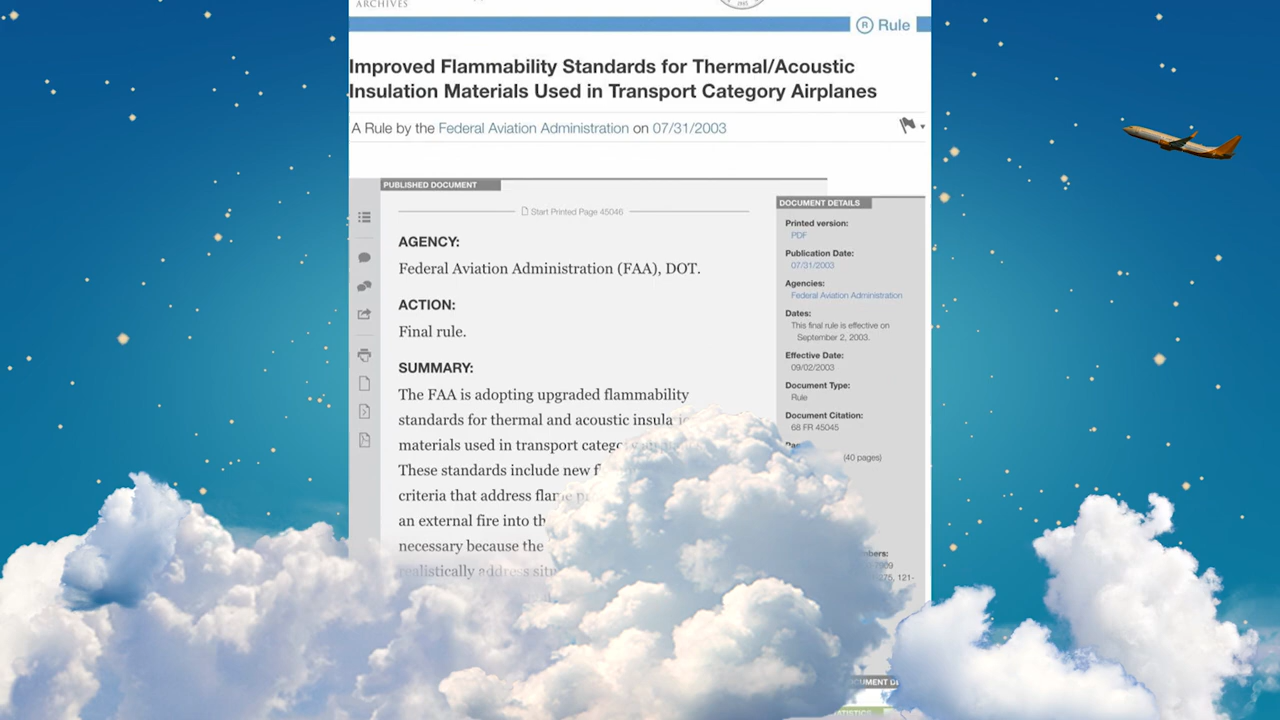 ARCHIVES
Rule
Improved Flammability Standards for Thermal/Acoustic
Insulation Materials Used in Transport Category Airplanes
A Rule by the Federal Aviation Administration on 07/31/2003
PUBLISHED DOCUMENT
Start Printed Page 45046
AGENCY:
Federal Aviation Administration (FAA), DOT.
ACTION:
Final rule.
SUMMARY:
The FAA is adopting upgraded flammability
standards for thermal and acoustic insula
materials used in transport catego
These standards include new f
criteria that address flame
an external fire into th
necessary because the
realistically address
DOCUMENT DETAILS
Printed version:
PDF
Publication Date:
07/31/2003
Agencies:
Federal Aviation Administration
Dates:
This final rule is effective on
September 2, 2003.
Effective Date:
09/02/2003
Document Type:
Rule
Document Citation:
68 FR 45045
(40 pages)